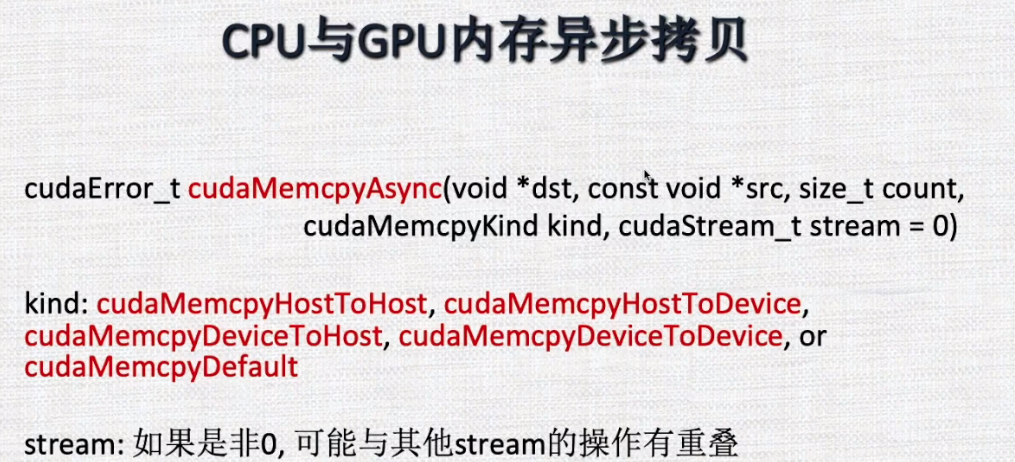 CPU与GPU内存异步拷贝
cudaError_t cudaMemcpyAsync(void *dst, const void *src, size_t count,
cudaMemcpyKind kind, cudaStream_t stream = 0)
kind: cudaMemcpyHostToHost, cudaMemcpyHostToDevice,
cudaMemcpyDeviceToHost, cudaMemcpyDeviceToDevice, or
cudaMemcpyDefault
stream: 如果是非0, 可能与其他stream的操作有重叠